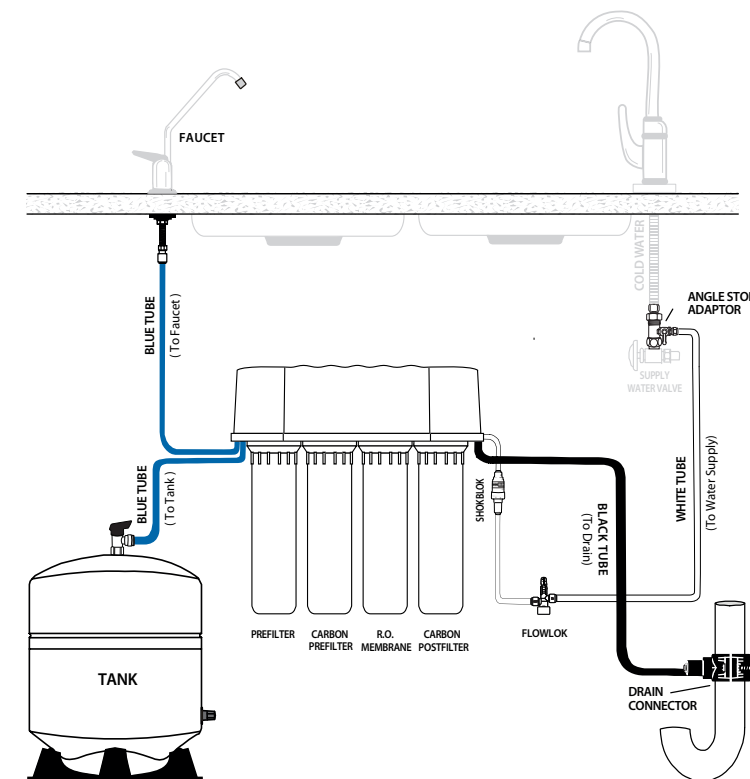 FAUCET
COLD WATER
ANGLE STOP
ADAPTOR
SUPPLY
WATER VALVE
BLUE TUBE
(To Faucet)
BLUE TUBE
(To Tank)
SHOKBLOK
BLACK TUBE
(To Drain)
WHITE TUBE
(To Water Supply)
PREFILTER
CARBON
PREFILTER
R.O.
MEMBRANE
CARBON
POSTFILTER
FLOWLOK
TANK
DRAIN
CONNECTOR